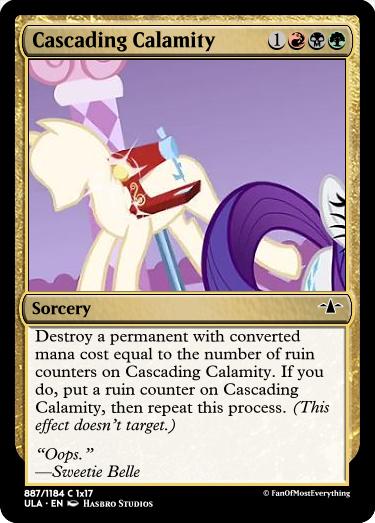 Cascading Calamity 1
Sorcery
Destroy a permanent with converted
mana cost equal to the number of ruin
counters on Cascading Calamity. If you
do, put a ruin counter on Cascading
Calamity, then repeat this process. (This
effect doesn't target.)
"Oops."
—Sweetie Belle
887/1184 C 1x17
ULA • EN Hasbro Studios
© FanOfMostEverything